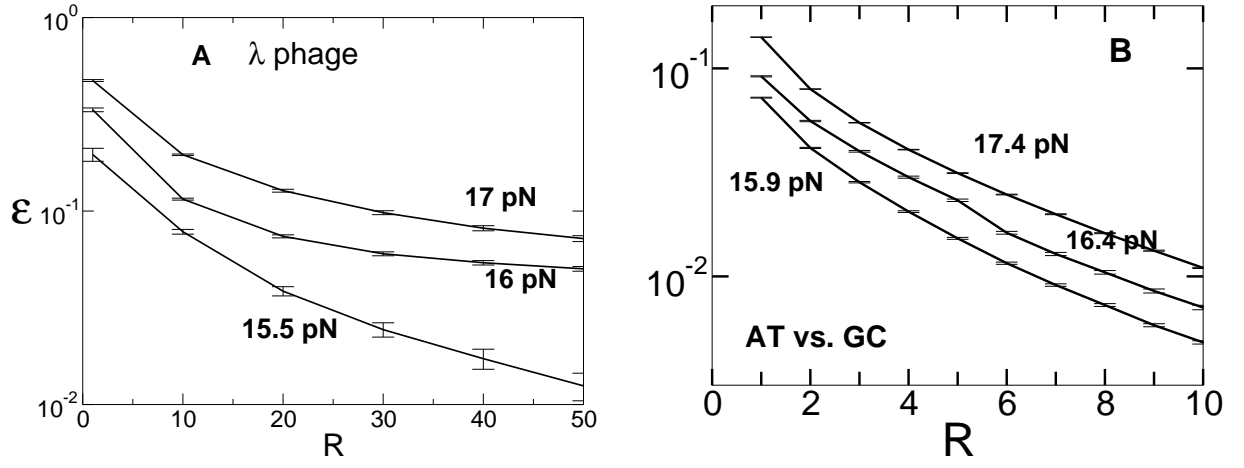 A λ phage
10^0
10^-1
10^-2
ε
17 pN
16 pN
15.5 pN
0 10 20 30 40 50
R
B
10^-1
10^-2
17.4 pN
15.9 pN
16.4 pN
AT vs. GC
0 2 4 6 8 10
R